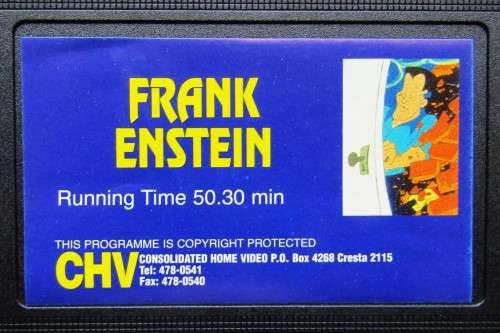 FRANK
ENSTEIN
Running Time 50.30 min
THIS PROGRAMME IS COPYRIGHT PROTECTED
CHV CONSOLIDATED HOME VIDEO P.O. Box 4268 Cresta 2115
Tel: 478-0541
Fax: 478-0540